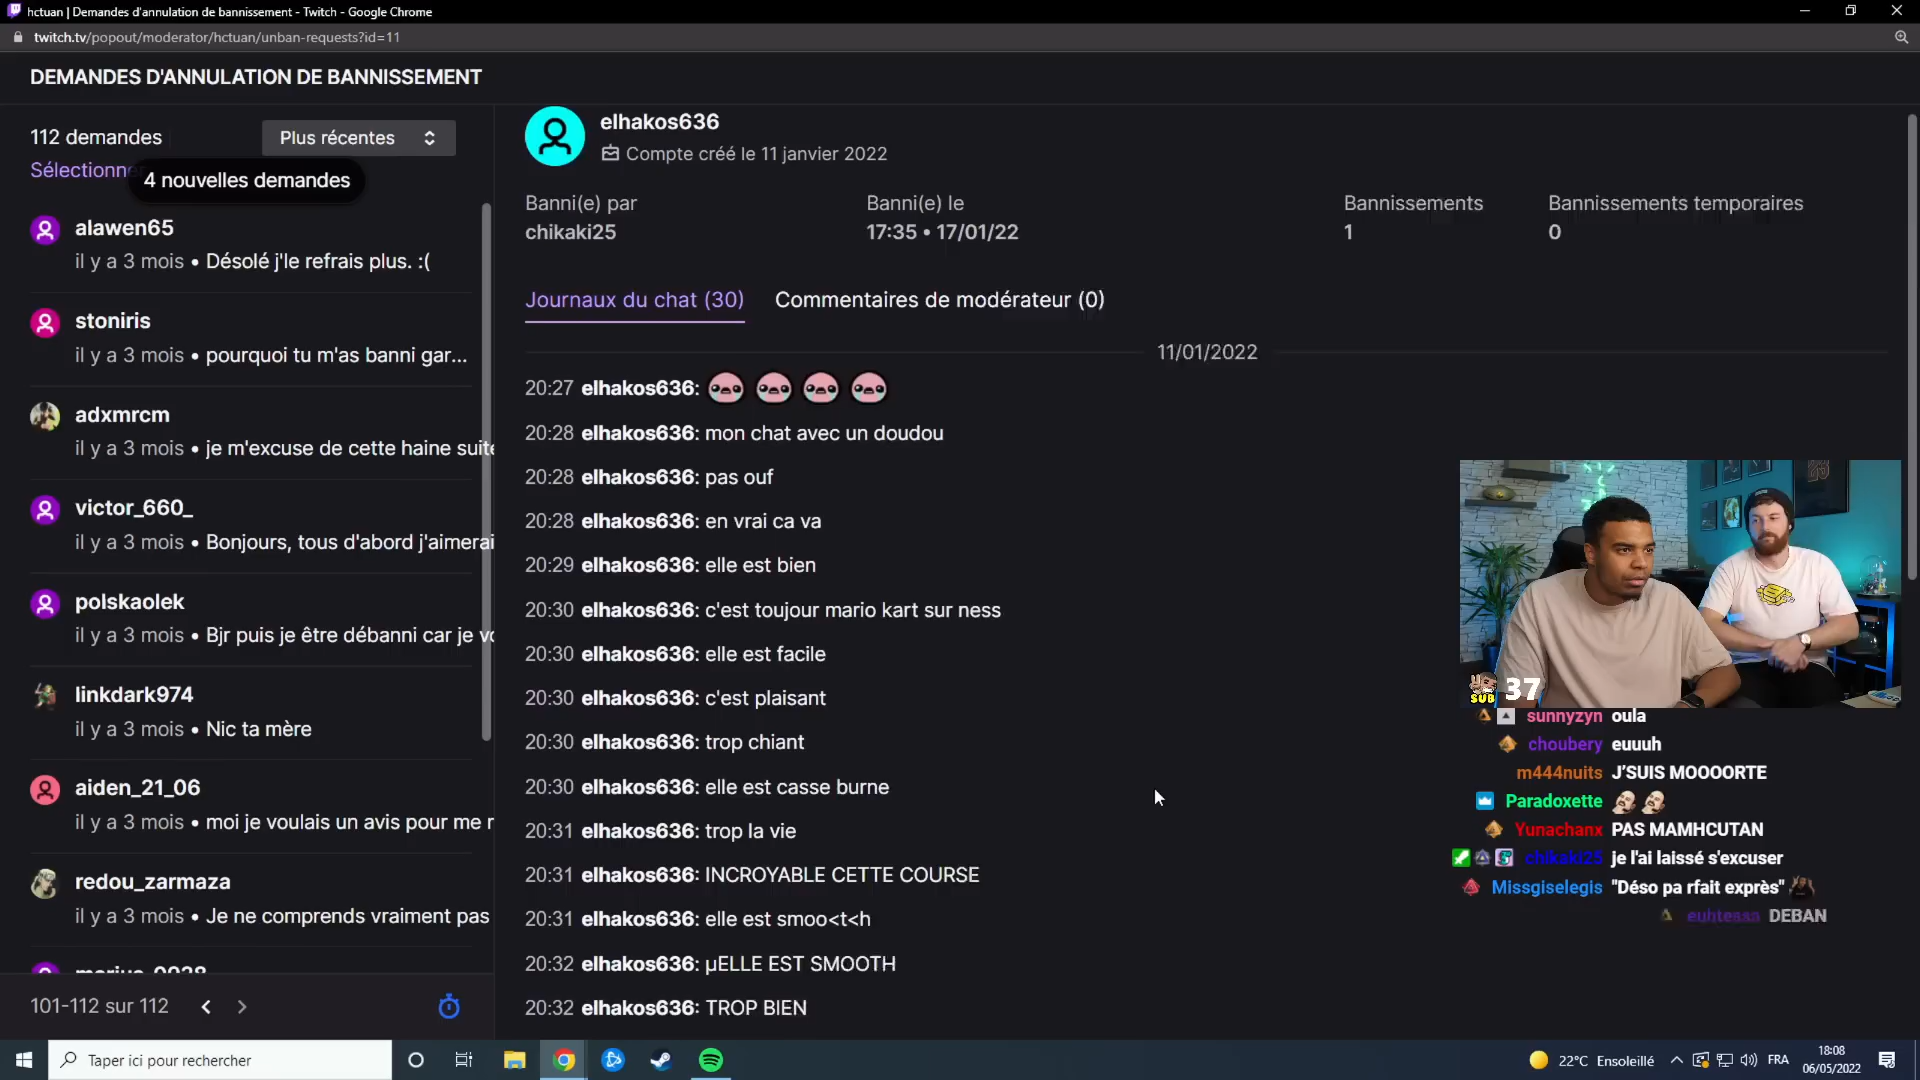 hctuan | Demandes d'annulation de bannissement - Twitch - Google Chrome
twitch.tv/popout/moderator/hctuan/unban-requests?id=11
DEMANDES D'ANNULATION DE BANNISSEMENT
112 demandes
Plus récentes
Sélectionne
4 nouvelles demandes
alawen65
il y a 3 mois • Désolé j'le refrais plus. :(
stoniris
il y a 3 mois • pourquoi tu m'as banni gar...
adxmrcm
il y a 3 mois • je m'excuse de cette haine suite
victor_660_
il y a 3 mois • Bonjours, tous d'abord j'aimerai
polskaolek
il y a 3 mois • Bjr puis je être débanni car je vo
linkdark974
il y a 3 mois • Nic ta mère
aiden_21_06
il y a 3 mois • moi je voulais un avis pour me r
redou_zarmaza
il y a 3 mois • Je ne comprends vraiment pas
101-112 sur 112
elhakos636
Compte créé le 11 janvier 2022
Banni(e) par
chikaki25
Banni(e) le
17:35 • 17/01/22
Bannissements
1
Bannissements temporaires
0
Journaux du chat (30)
Commentaires de modérateur (0)
11/01/2022
20:27 elhakos636:
20:28 elhakos636: mon chat avec un doudou
20:28 elhakos636: pas ouf
20:28 elhakos636: en vrai ca va
20:29 elhakos636: elle est bien
20:30 elhakos636: c'est toujour mario kart sur ness
20:30 elhakos636: elle est facile
20:30 elhakos636: c'est plaisant
20:30 elhakos636: trop chiant
20:30 elhakos636: elle est casse burne
20:31 elhakos636: trop la vie
20:31 elhakos636: INCROYABLE CETTE COURSE
20:31 elhakos636: elle est smoo<t<h
20:32 elhakos636: µELLE EST SMOOTH
20:32 elhakos636: TROP BIEN
SUB 37
sunnyzyn oula
choubery euuuh
m444nuits J'SUIS MOOOORTE
Paradoxette
Yunachanx PAS MAMHCUTAN
chikaki25 je l'ai laissé s'excuser
Missgiselegis "Déso pa rfait exprès"
euhtessa DEBAN
Taper ici pour rechercher
22°C Ensoleillé
FRA
18:08
06/05/2022